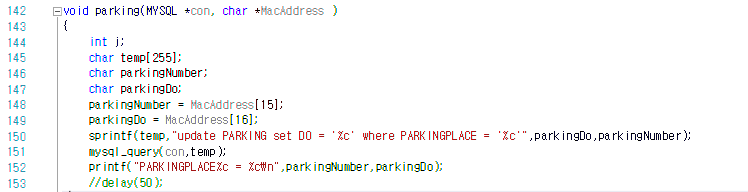 142 void parking(MYSQL *con, char *MacAddress )
143 {
144 int j;
145 char temp[255];
146 char parkingNumber;
147 char parkingDo;
148 parkingNumber = MacAddress[15];
149 parkingDo = MacAddress[16];
150 sprintf(temp,"update PARKING set DO = '%c' where PARKINGPLACE = '%c'",parkingDo,parkingNumber);
151 mysql_query(con,temp);
152 printf("PARKINGPLACE%c = %c₩n",parkingNumber,parkingDo);
153 //delay(50);